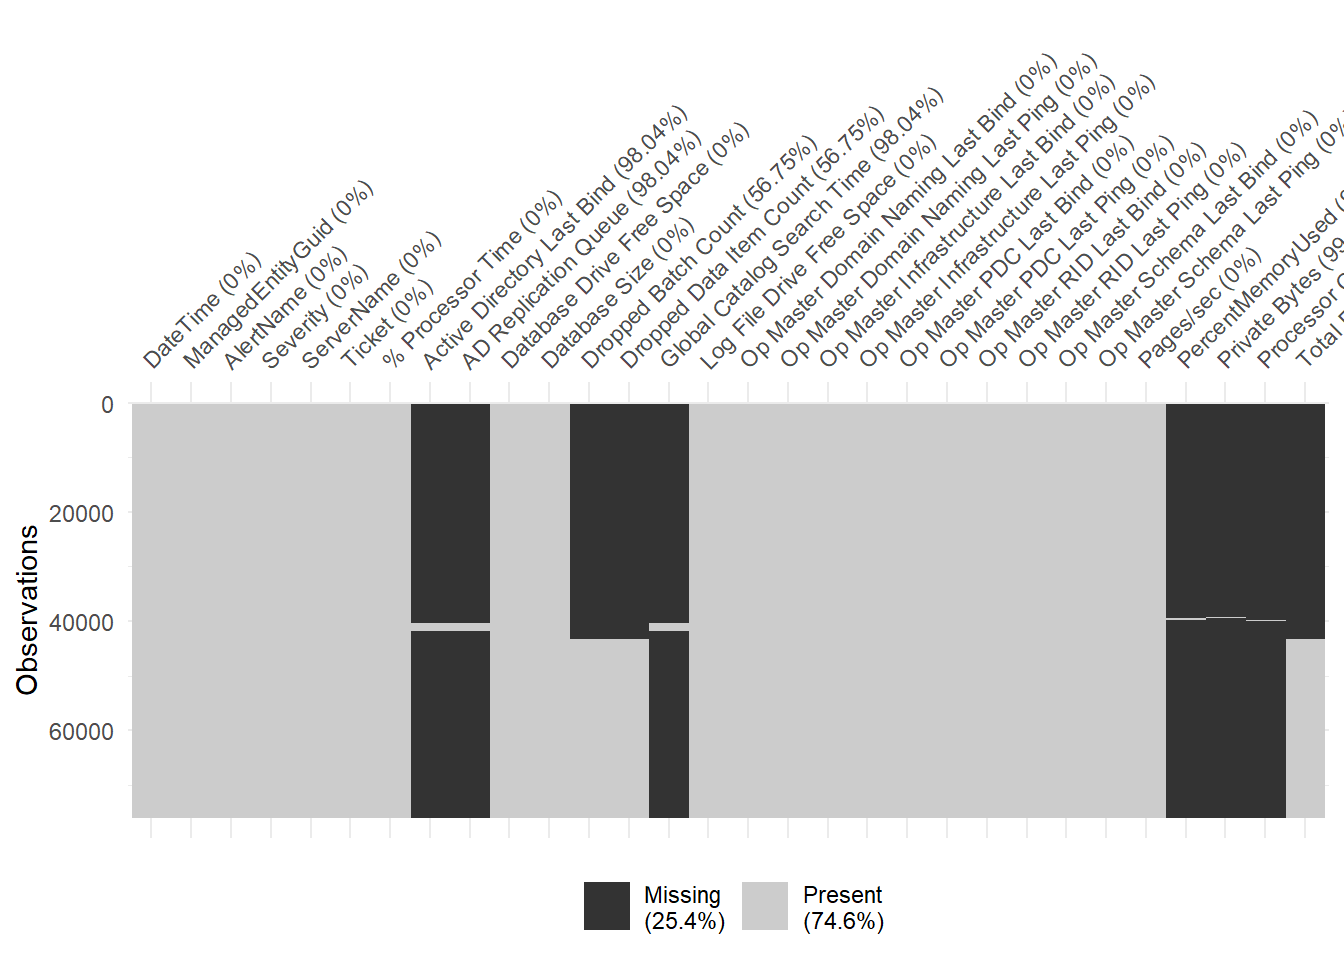 DateTime (0%)
ManagedEntityGuid (0%)
AlertName (0%)
Severity (0%)
ServerName (0%)
Ticket (0%)
% Processor Time (0%)
Active Directory Last Bind (98.04%)
AD Replication Queue (98.04%)
Database Drive Free Space (0%)
Database Size (0%)
Dropped Batch Count (56.75%)
Dropped Data Item Count (56.75%)
Global Catalog Search Time (98.04%)
Log File Drive Free Space (0%)
Op Master Domain Naming Last Bind (0%)
Op Master Domain Naming Last Ping (0%)
Op Master Infrastructure Last Bind (0%)
Op Master Infrastructure Last Ping (0%)
Op Master PDC Last Bind (0%)
Op Master PDC Last Ping (0%)
Op Master RID Last Bind (0%)
Op Master RID Last Ping (0%)
Op Master Schema Last Bind (0%)
Op Master Schema Last Ping (0%
Pages/sec (0%)
PercentMemoryUsed (
Private Bytes (99
Processor
Total
0
20000
40000
60000
Observations
Missing
(25.4%)
Present
(74.6%)